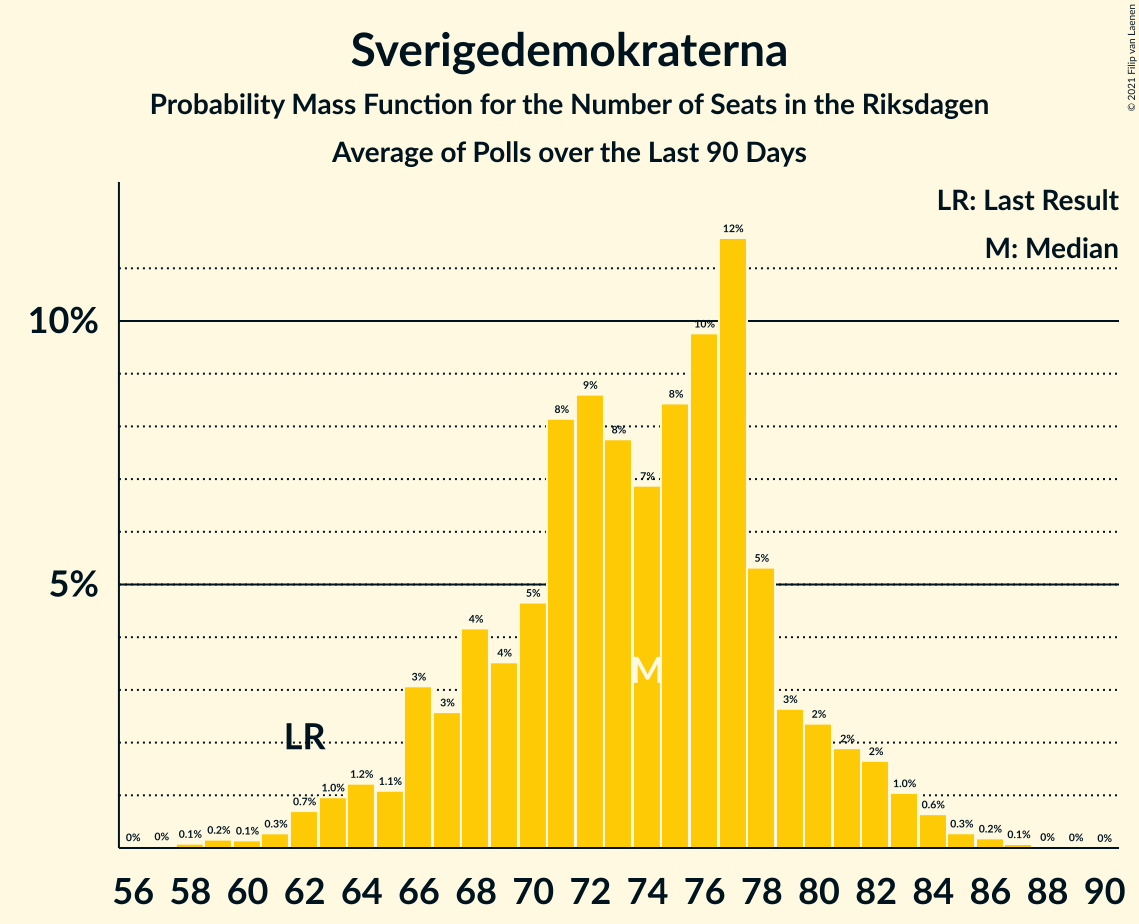 Sverigedemokraterna
Probability Mass Function for the Number of Seats in the Riksdagen
Average of Polls over the Last 90 Days
© 2021 Filip van Laenen
LR: Last Result
M: Median
10%
5%
0% 0% 0.1% 0.2% 0.1% 0.3% 0.7% 1.0% 1.2% 1.1% 3% 3% 4% 4% 5% 8% 9% 8% 7% 8% 10% 12% 5% 3% 2% 2% 2% 1.0% 0.6% 0.3% 0.2% 0.1% 0% 0% 0%
LR
M
56 58 60 62 64 66 68 70 72 74 76 78 80 82 84 86 88 90